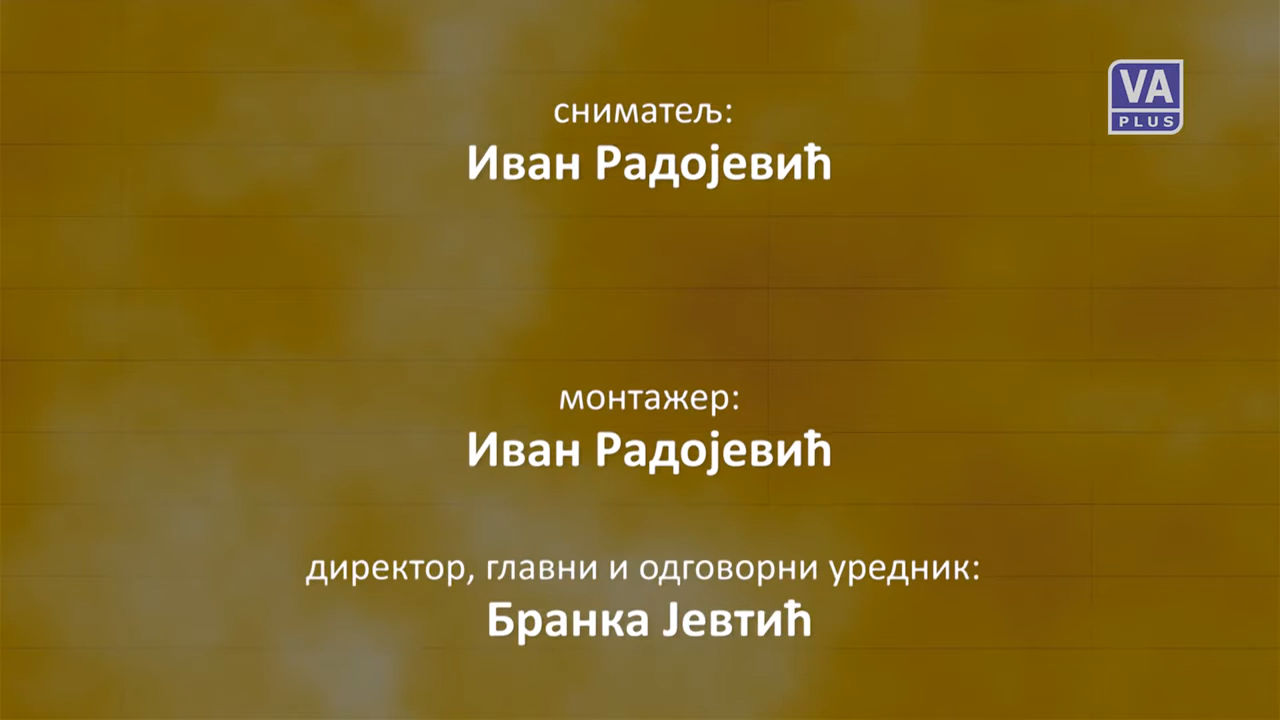 сниматељ:
Иван Радојевић
VA
PLUS
монтажер:
Иван Радојевић
директор, главни и одговорни уредник:
Бранка Јевтић